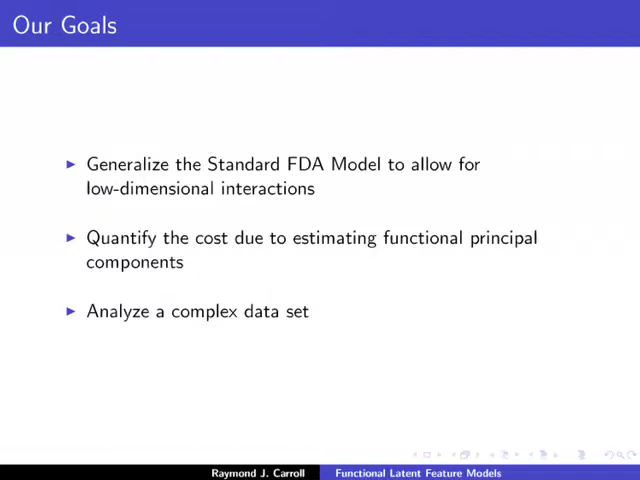 Our Goals
Generalize the Standard FDA Model to allow for
low-dimensional interactions
Quantify the cost due to estimating functional principal
components
Analyze a complex data set
Raymond J. Carroll Functional Latent Feature Models